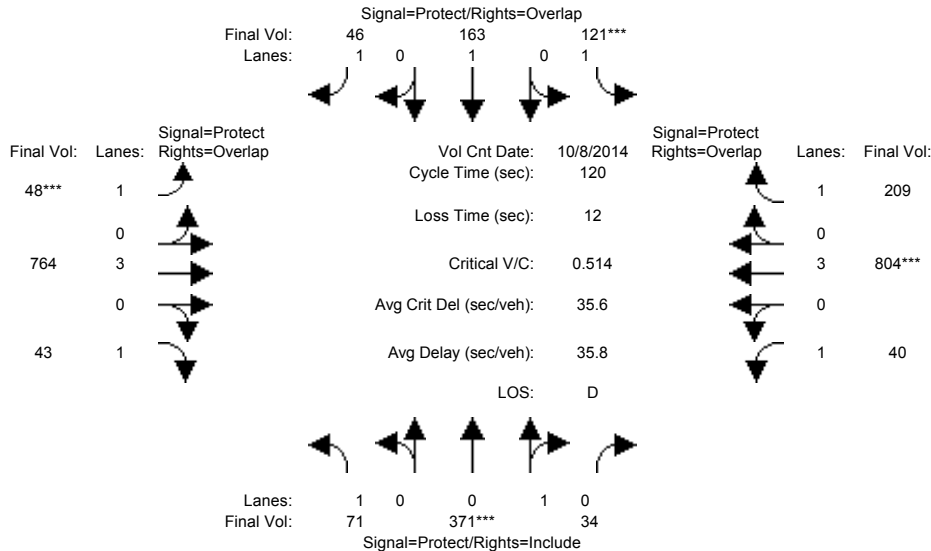 Signal=Protect/Rights=Overlap
Final Vol: 46 163 121***
Lanes: 1 0 1 0 1
Signal=Protect Signal=Protect
Final Vol: Lanes: Rights=Overlap Vol Cnt Date: 10/8/2014 Rights=Overlap Lanes: Final Vol:
Cycle Time (sec): 120
48*** 1 1 209
Loss Time (sec): 12
0 0
764 3 Critical V/C: 0.514 3 804***
0 Avg Crit Del (sec/veh): 35.6 0
43 1 Avg Delay (sec/veh): 35.8 1 40
LOS: D
Lanes: 1 0 0 1 0
Final Vol: 71 371*** 34
Signal=Protect/Rights=Include